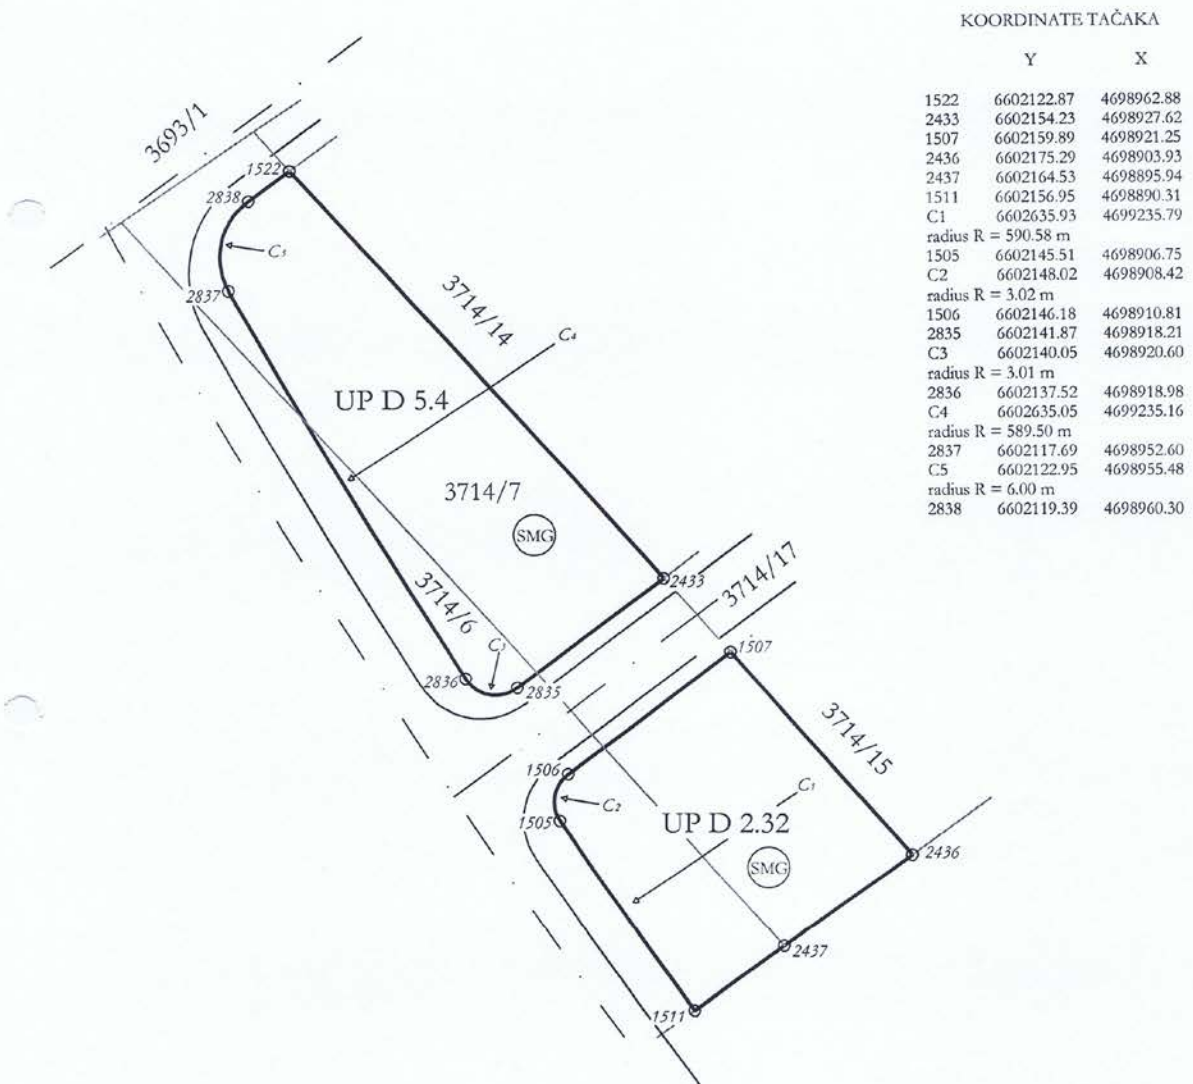 KOORDINATE TAČAKA
Y X
1522 6602122.87 4698962.88
2433 6602154.23 4698927.62
1507 6602159.89 4698921.25
2436 6602175.29 4698903.93
2437 6602164.53 4698895.94
1511 6602156.95 4698890.31
C1 6602635.93 4699235.79
radius R = 590.58 m
1505 6602145.51 4698906.75
C2 6602148.02 4698908.42
radius R = 3.02 m
1506 6602146.18 4698910.81
2835 6602141.87 4698918.21
C3 6602140.05 4698920.60
radius R = 3.01 m
2836 6602137.52 4698918.98
C4 6602635.05 4699235.16
radius R = 589.50 m
2837 6602117.69 4698952.60
C5 6602122.95 4698955.48
radius R = 6.00 m
2838 6602119.39 4698960.30
3693/1
1522
2838
C5
2837
3714/14
C4
UP D 5.4
3714/7
SMG
3714/6
2433
3714/17
C3
2836
2835
1507
3714/15
1506
C2
C1
1505
UP D 2.32
SMG
2436
2437
1511